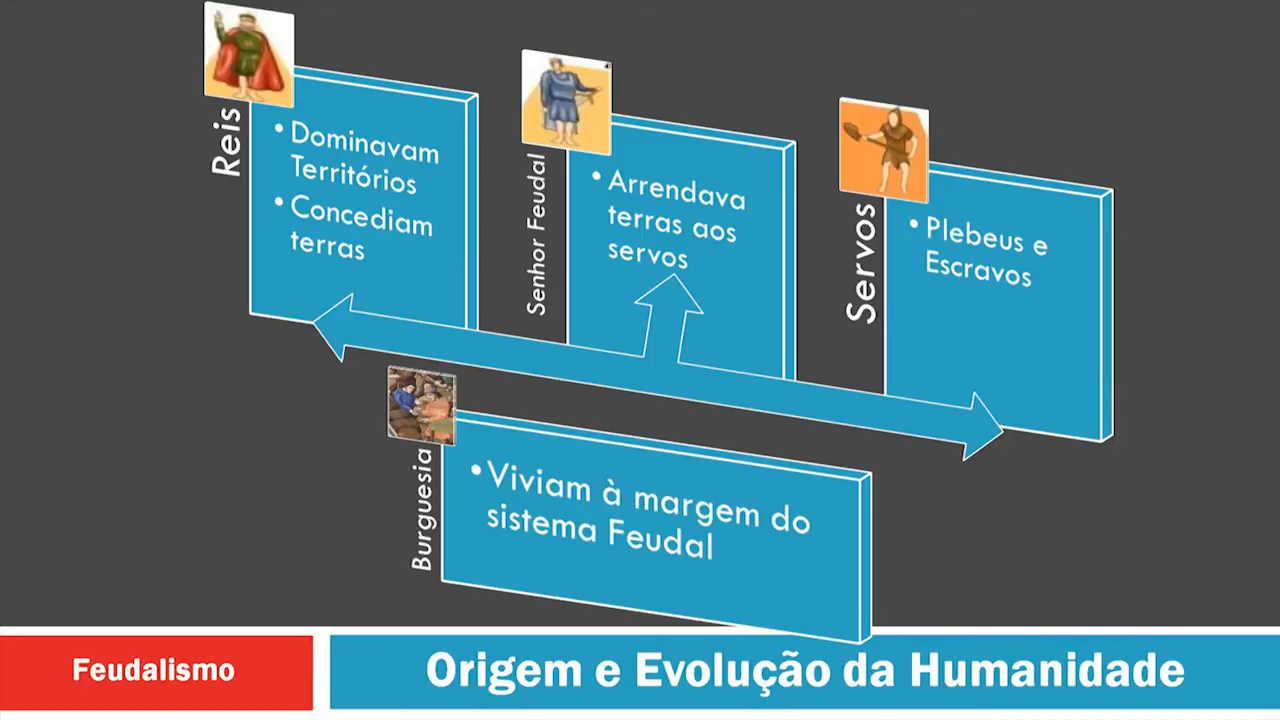 Reis
• Dominavam
Territórios
• Concediam
terras
Senhor Feudal
• Arrendava
terras aos
servos
Servos
• Plebeus e
Escravos
Burguesia
• Viviam à margem do
sistema Feudal
Feudalismo
Origem e Evolução da Humanidade